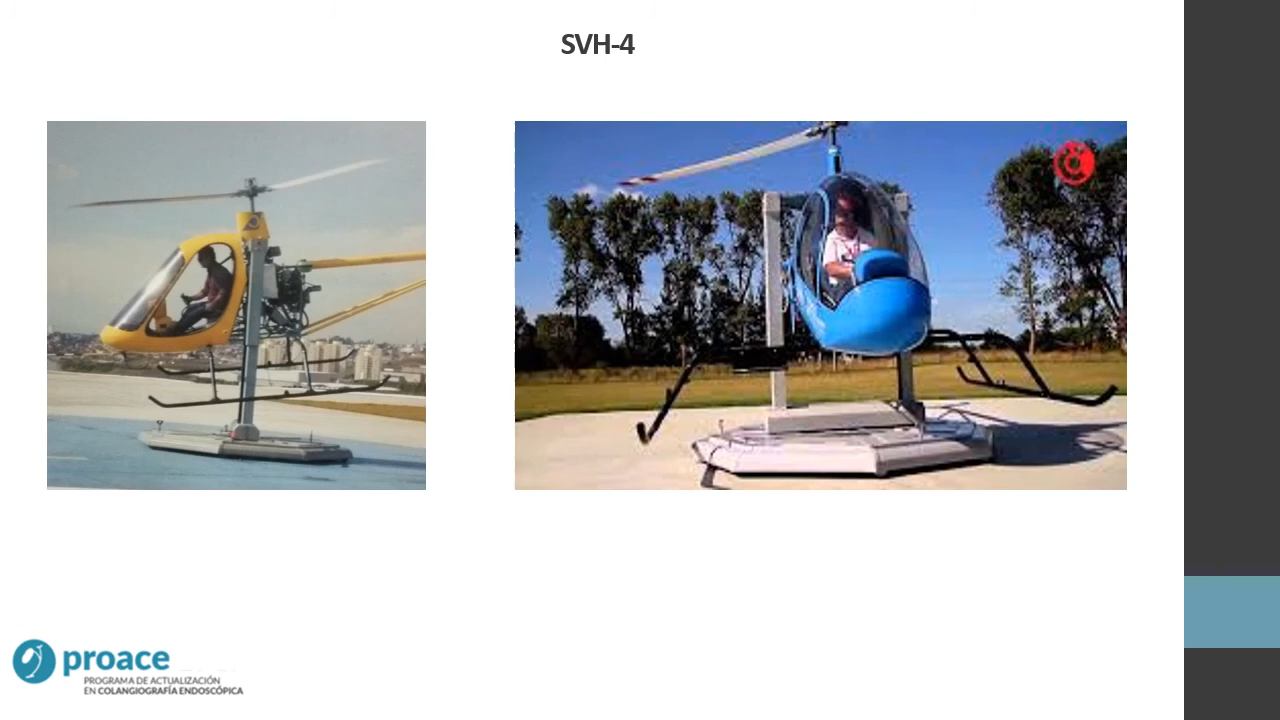 SVH-4
proace
PROGRAMA DE ACTUALIZACIÓN
EN COLANGIOGRAFÍA ENDOSCÓPICA